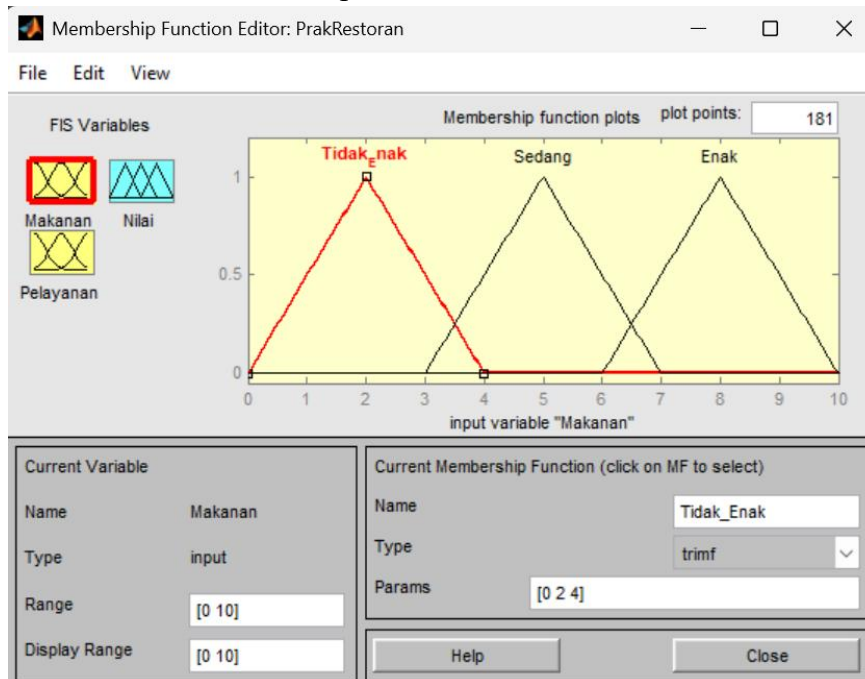 Membership Function Editor: PrakRestoran
File Edit View
FIS Variables
Membership function plots plot points: 181
Makanan Nilai
Pelayanan
Tidak_Enak Sedang Enak
1
0.5
0
0 1 2 3 4 5 6 7 8 9 10
input variable "Makanan"
Current Variable
Name Makanan
Type input
Range [0 10]
Display Range [0 10]
Current Membership Function (click on MF to select)
Name Tidak_Enak
Type trimf
Params [0 2 4]
Help Close